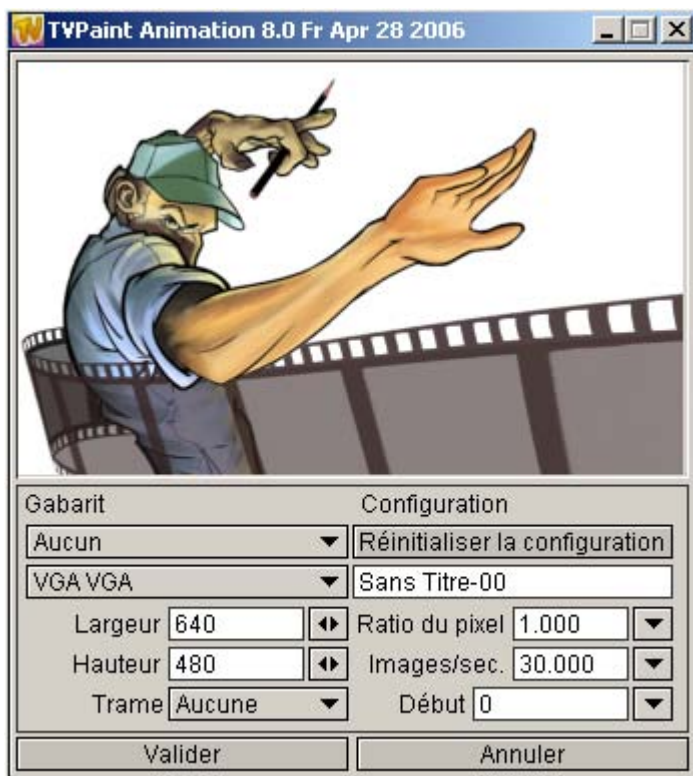 TVPaint Animation 8.0 Fr Apr 28 2006
Gabarit Configuration
Aucun Réinitialiser la configuration
VGA VGA Sans Titre-00
Largeur 640 Ratio du pixel 1.000
Hauteur 480 Images/sec. 30.000
Trame Aucune Début 0
Valider Annuler